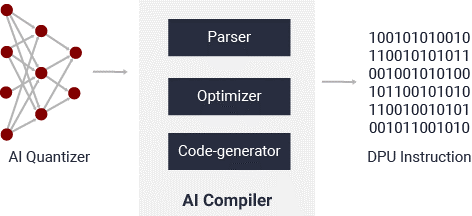 Parser
Optimizer
Code-generator
AI Compiler
AI Quantizer
100101010010
110010101011
001001010100
101100101010
110010010101
001011001010
DPU Instruction